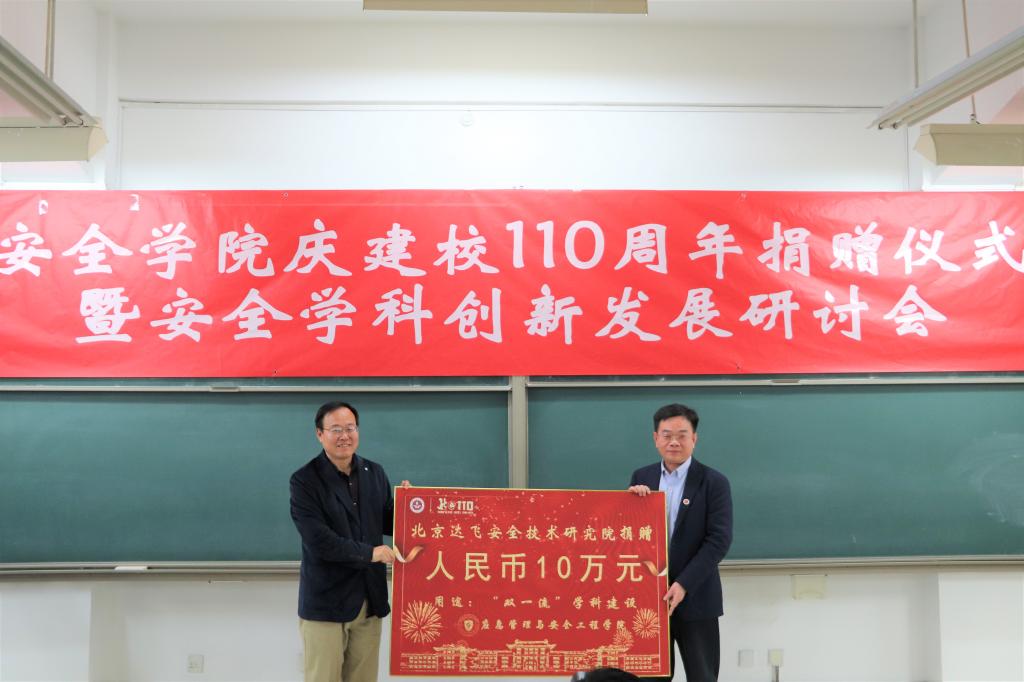 安全学院庆建校110周年捐赠仪式
暨安全学科创新发展研讨会
110
北京达飞安全技术研究院捐赠
人民币10万元
用途：“双一流”学科建设
应急管理与安全工程学院